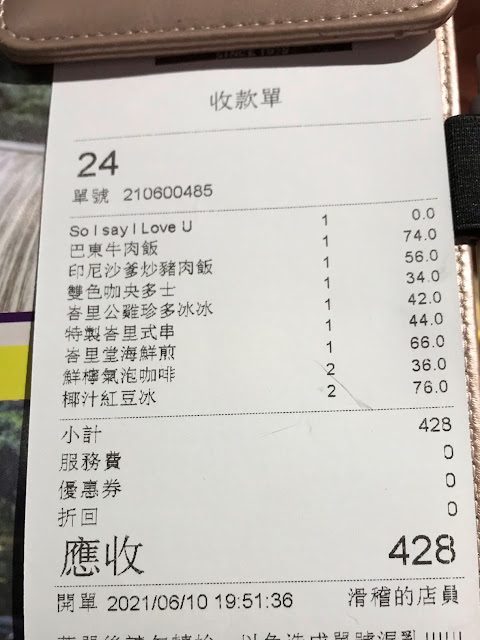 SINCE
收款單
24
單號 210600485
So I say I Love U 1 0.0
巴東牛肉飯 1 74.0
印尼沙爹炒豬肉飯 1 56.0
雙色咖央多士 1 34.0
峇里公雞珍多冰冰 1 42.0
特製峇里式串 1 44.0
峇里堂海鮮煎 1 66.0
鮮檸氣泡咖啡 2 36.0
椰汁紅豆冰 2 76.0
小計 428
服務費 0
優惠券 0
折回 0
應收 428
開單 2021/06/10 19:51:36 滑稽的店員